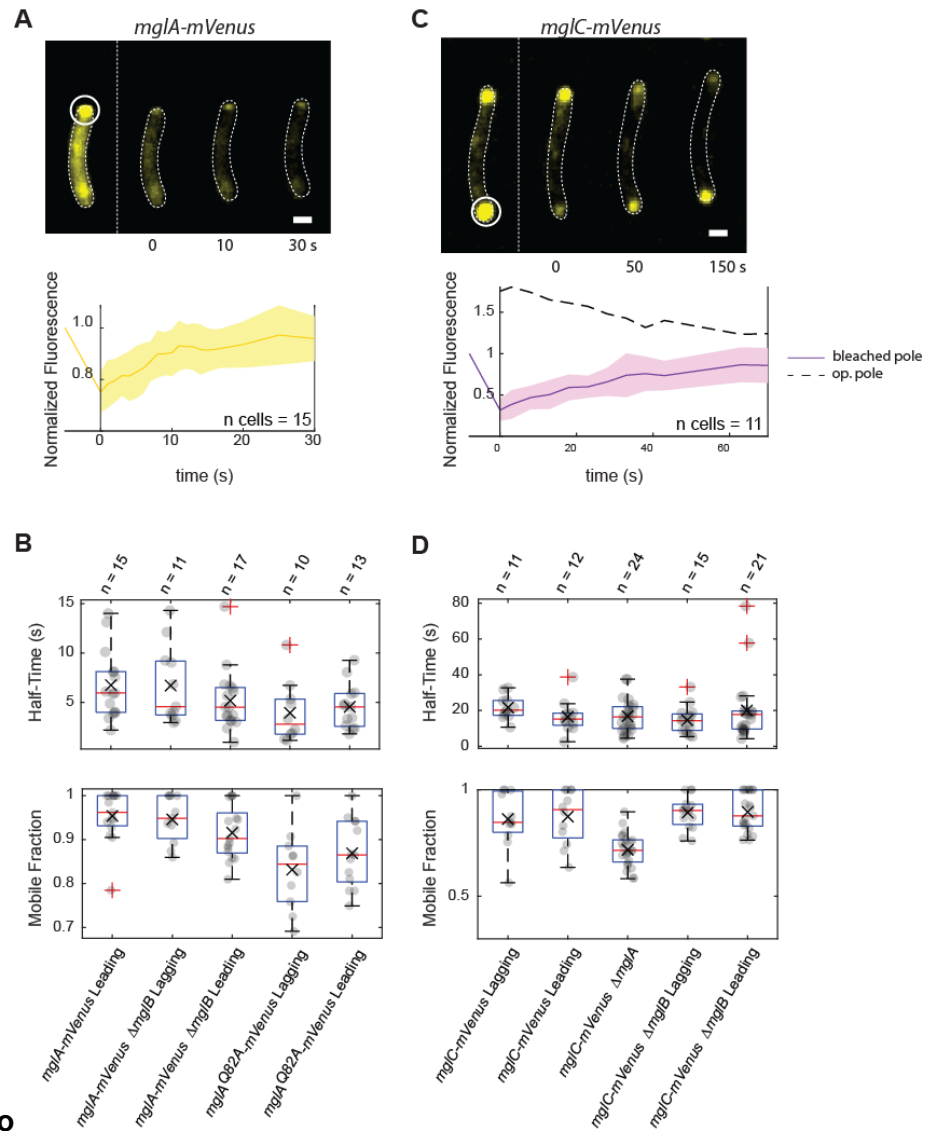 A
mglA-mVenus
0 10 30 s
Normalized Fluorescence
1.0
0.8
n cells = 15
0 10 20 30
time (s)
C
mglC-mVenus
0 50 150 s
Normalized Fluorescence
1.5
1
0.5
n cells = 11
0 20 40 60
time (s)
bleached pole
op. pole
B
n = 15
n = 11
n = 17
n = 10
n = 13
Half-Time (s)
15
10
5
Mobile Fraction
1
0.9
0.8
0.7
mglA-mVenus Leading
mglA-mVenus ΔmglB Lagging
mglA-mVenus ΔmglB Leading
mglA Q82A-mVenus Lagging
mglA Q82A-mVenus Leading
D
n = 11
n = 12
n = 24
n = 15
n = 21
Half-Time (s)
80
60
40
20
0
Mobile Fraction
1
0.5
mglC-mVenus Lagging
mglC-mVenus Leading
mglC-mVenus ΔmglA
mglC-mVenus ΔmglB Lagging
mglC-mVenus ΔmglB Leading
o